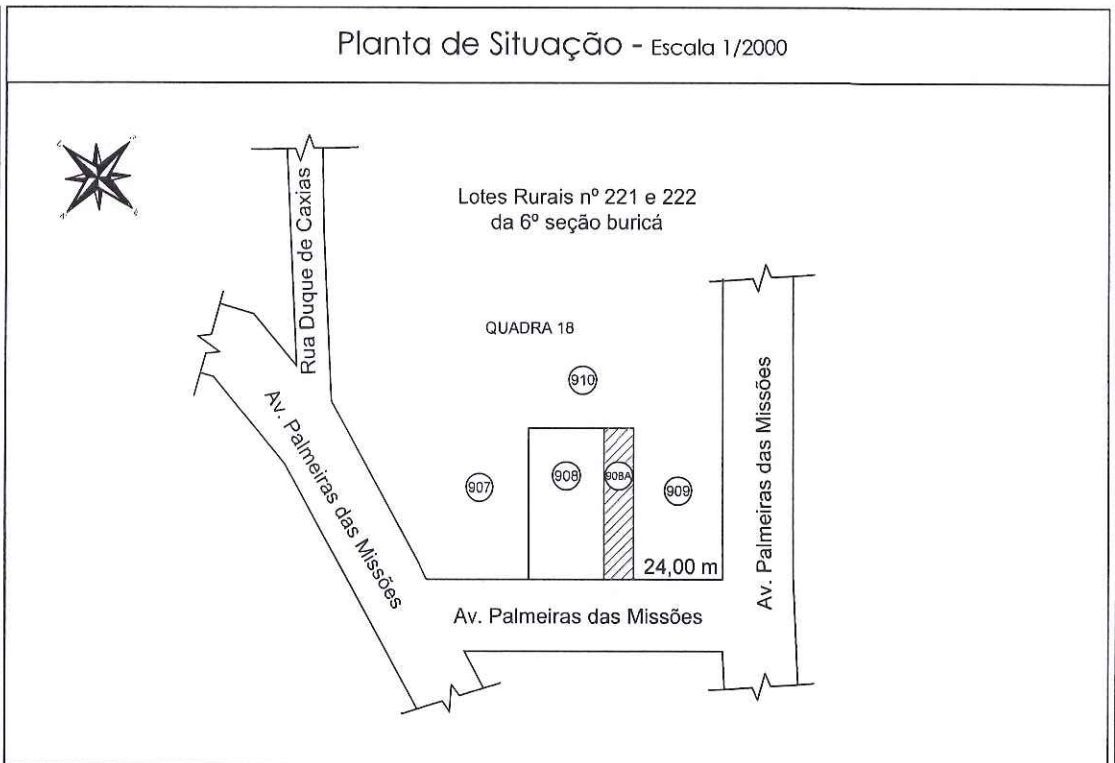 Planta de Situação - Escala 1/2000
Rua Duque de Caxias
Lotes Rurais nº 221 e 222
da 6º seção buricá
QUADRA 18
910
Av. Palmeiras das Missões
907
908
908A
909
24,00 m
Av. Palmeiras das Missões
Av. Palmeiras das Missões